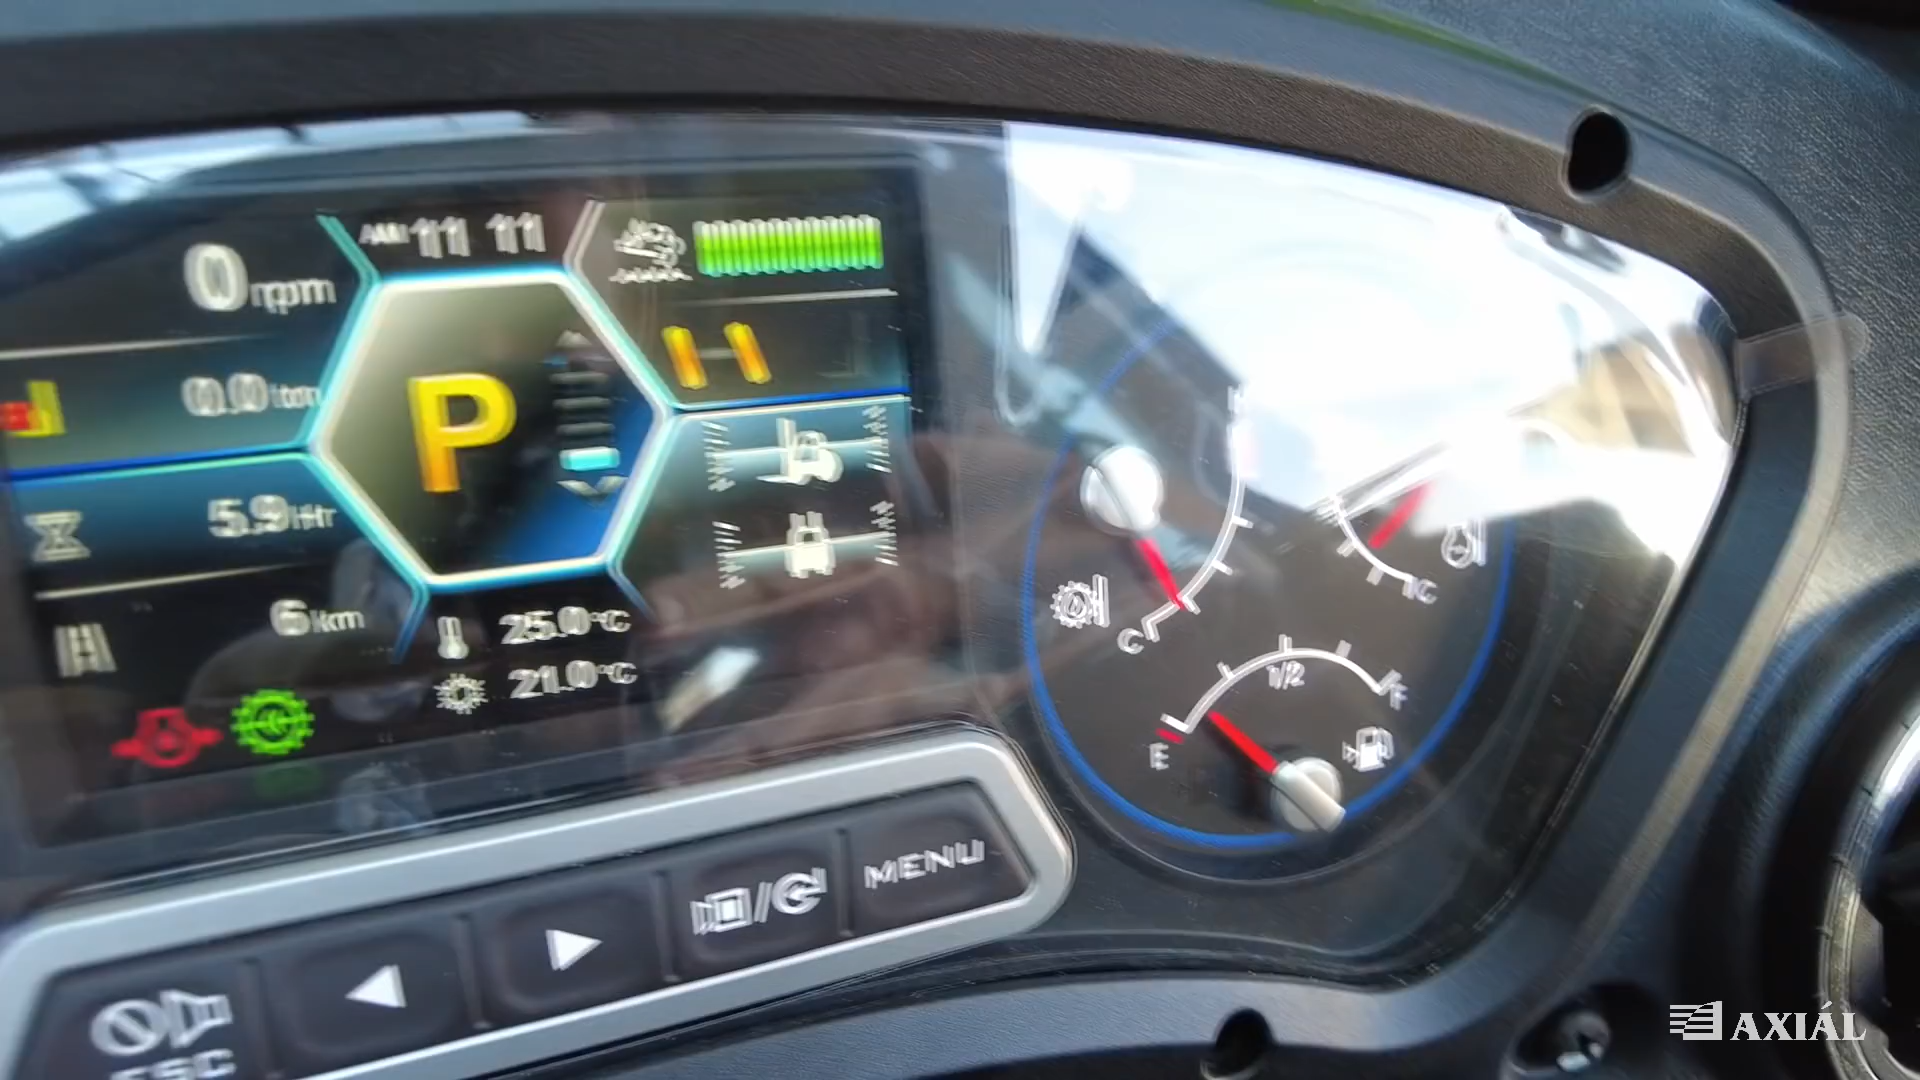 AM 11 11
0 rpm
0.0 ton
P
5.9 Hr
6 km
25.0 °C
21.0 °C
H
C
C
1/2
E
F
MENU
ESC
AXIÁL